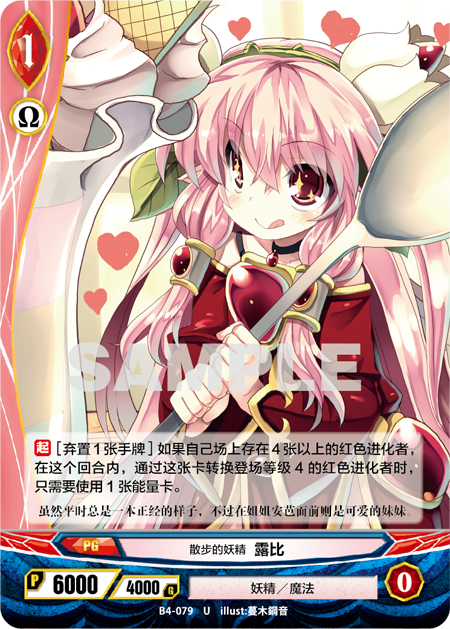 1
Ω
SAMPLE
起 [弃置1张手牌] 如果自己场上存在4张以上的红色进化者,
在这个回合内，通过这张卡转换登场等级 4 的红色进化者时,
只需要使用1张能量卡。
虽然平时总是一本正经的样子，不过在姐姐安芭面前则是可爱的妹妹。
PG 散步的妖精 露比
P 6000 / 4000 G 妖精／魔法 0
B4-079 U illust:蔓木鋼音